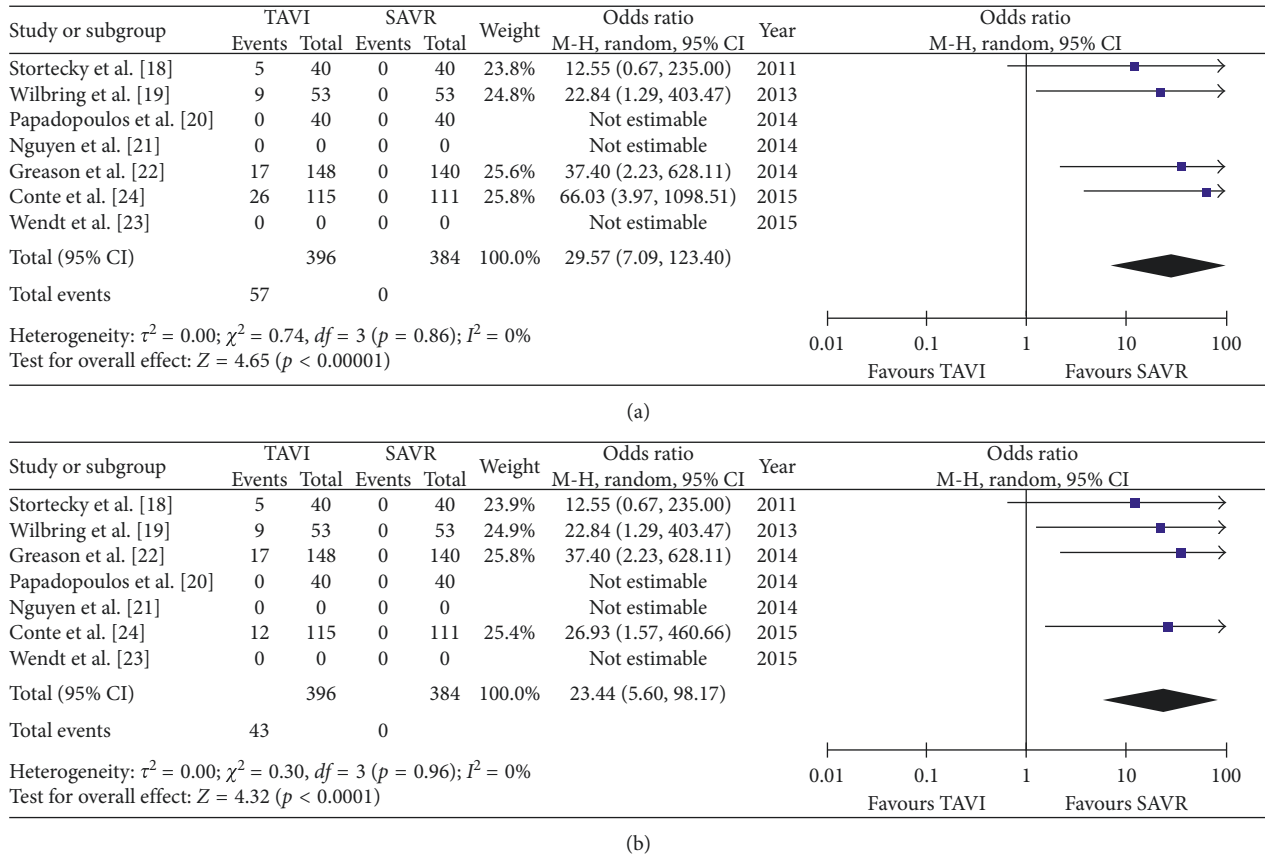 Study or subgroup TAVI SAVR Weight Odds ratio Year Odds ratio
Events Total Events Total M-H, random, 95% CI M-H, random, 95% CI
Stortecky et al. [18] 5 40 0 40 23.8% 12.55 (0.67, 235.00) 2011
Wilbring et al. [19] 9 53 0 53 24.8% 22.84 (1.29, 403.47) 2013
Papadopoulos et al. [20] 0 40 0 40 Not estimable 2014
Nguyen et al. [21] 0 0 0 0 Not estimable 2014
Greason et al. [22] 17 148 0 140 25.6% 37.40 (2.23, 628.11) 2014
Conte et al. [24] 26 115 0 111 25.8% 66.03 (3.97, 1098.51) 2015
Wendt et al. [23] 0 0 0 0 Not estimable 2015
Total (95% CI) 396 384 100.0% 29.57 (7.09, 123.40)
Total events 57 0
Heterogeneity: τ² = 0.00; χ² = 0.74, df = 3 (p = 0.86); I² = 0%
Test for overall effect: Z = 4.65 (p < 0.00001)
0.01 0.1 1 10 100
Favours TAVI Favours SAVR
(a)
Study or subgroup TAVI SAVR Weight Odds ratio Year Odds ratio
Events Total Events Total M-H, random, 95% CI M-H, random, 95% CI
Stortecky et al. [18] 5 40 0 40 23.9% 12.55 (0.67, 235.00) 2011
Wilbring et al. [19] 9 53 0 53 24.9% 22.84 (1.29, 403.47) 2013
Greason et al. [22] 17 148 0 140 25.8% 37.40 (2.23, 628.11) 2014
Papadopoulos et al. [20] 0 40 0 40 Not estimable 2014
Nguyen et al. [21] 0 0 0 0 Not estimable 2014
Conte et al. [24] 12 115 0 111 25.4% 26.93 (1.57, 460.66) 2015
Wendt et al. [23] 0 0 0 0 Not estimable 2015
Total (95% CI) 396 384 100.0% 23.44 (5.60, 98.17)
Total events 43 0
Heterogeneity: τ² = 0.00; χ² = 0.30, df = 3 (p = 0.96); I² = 0%
Test for overall effect: Z = 4.32 (p < 0.0001)
0.01 0.1 1 10 100
Favours TAVI Favours SAVR
(b)